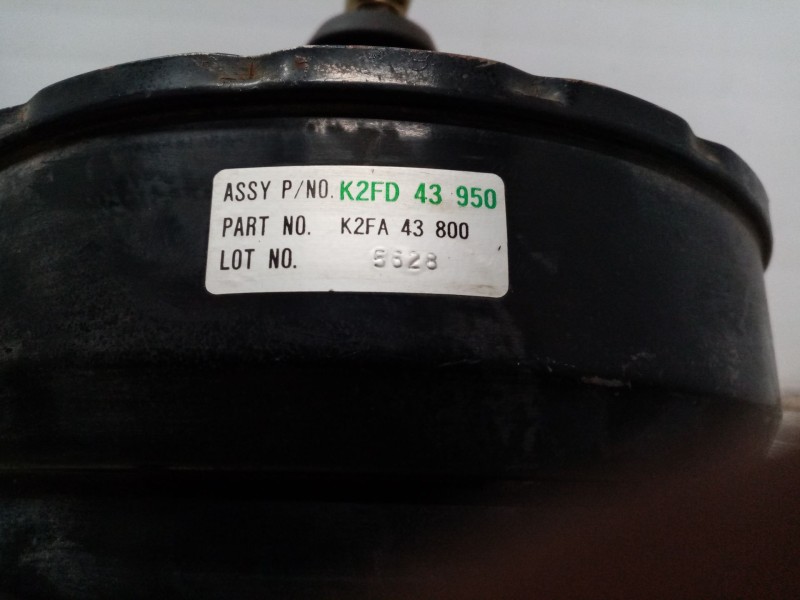 ASSY P/NO. K2FD 43 950
PART NO. K2FA 43 800
LOT NO. 5628